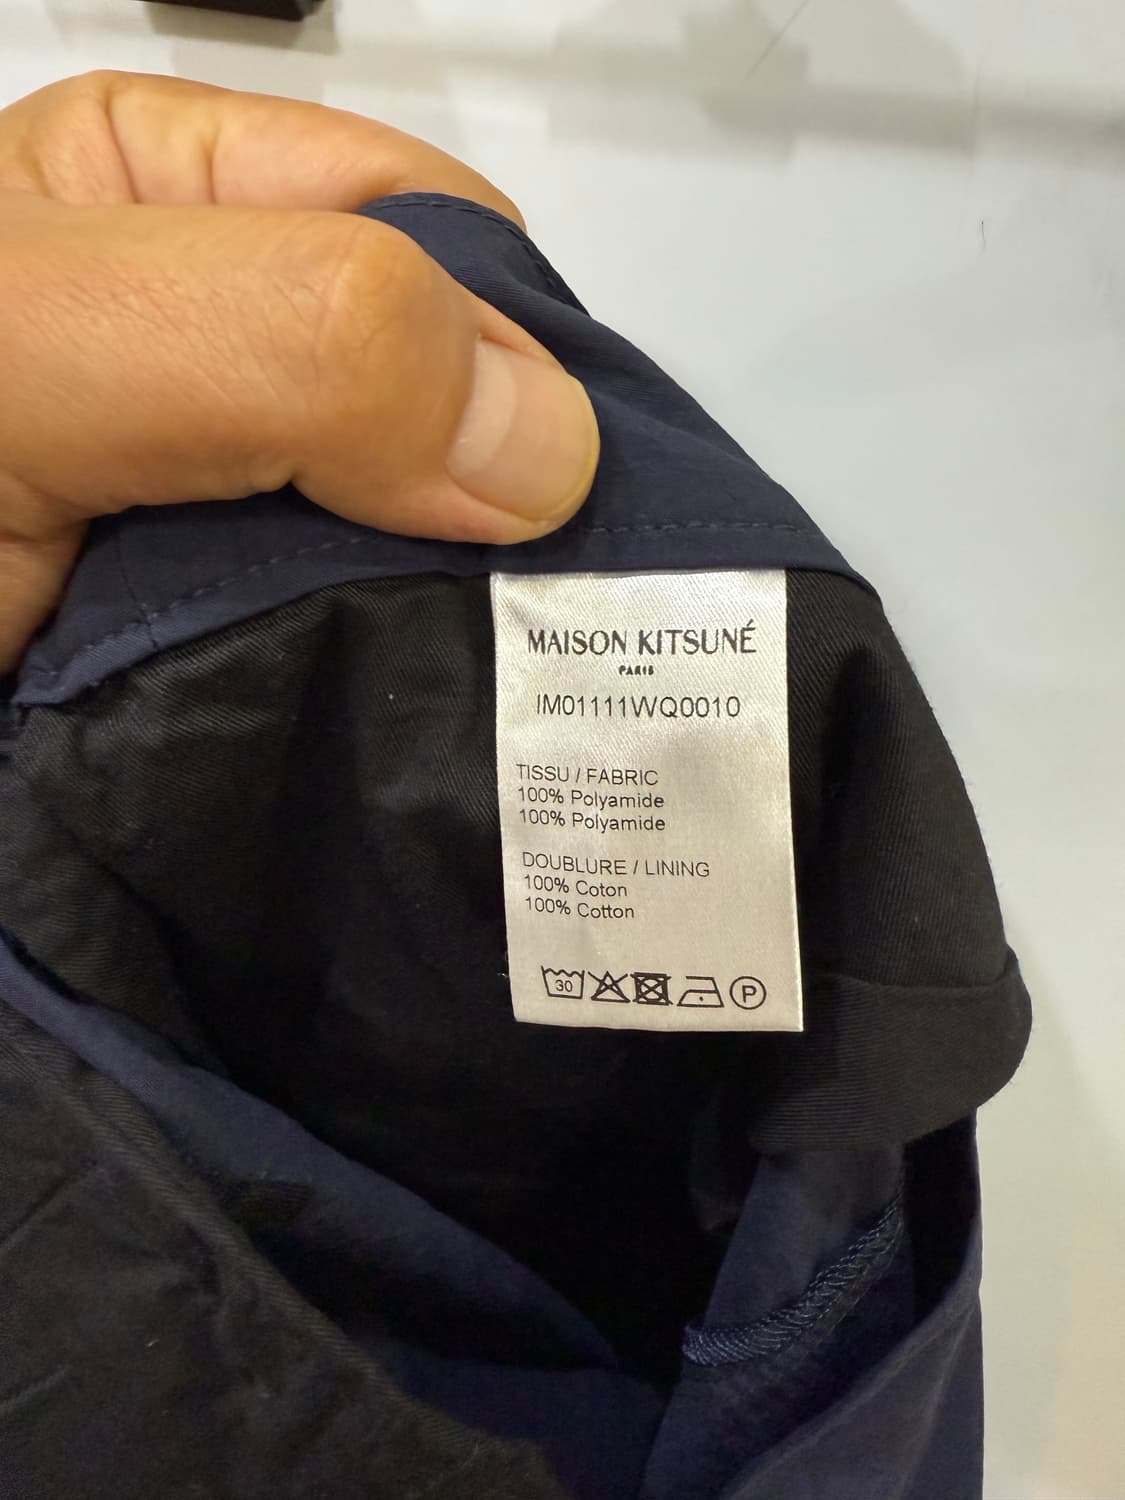 MAISON KITSUNÉ
PARIS
IM01111WQ0010
TISSU / FABRIC
100% Polyamide
100% Polyamide
DOUBLURE / LINING
100% Coton
100% Cotton
30
P